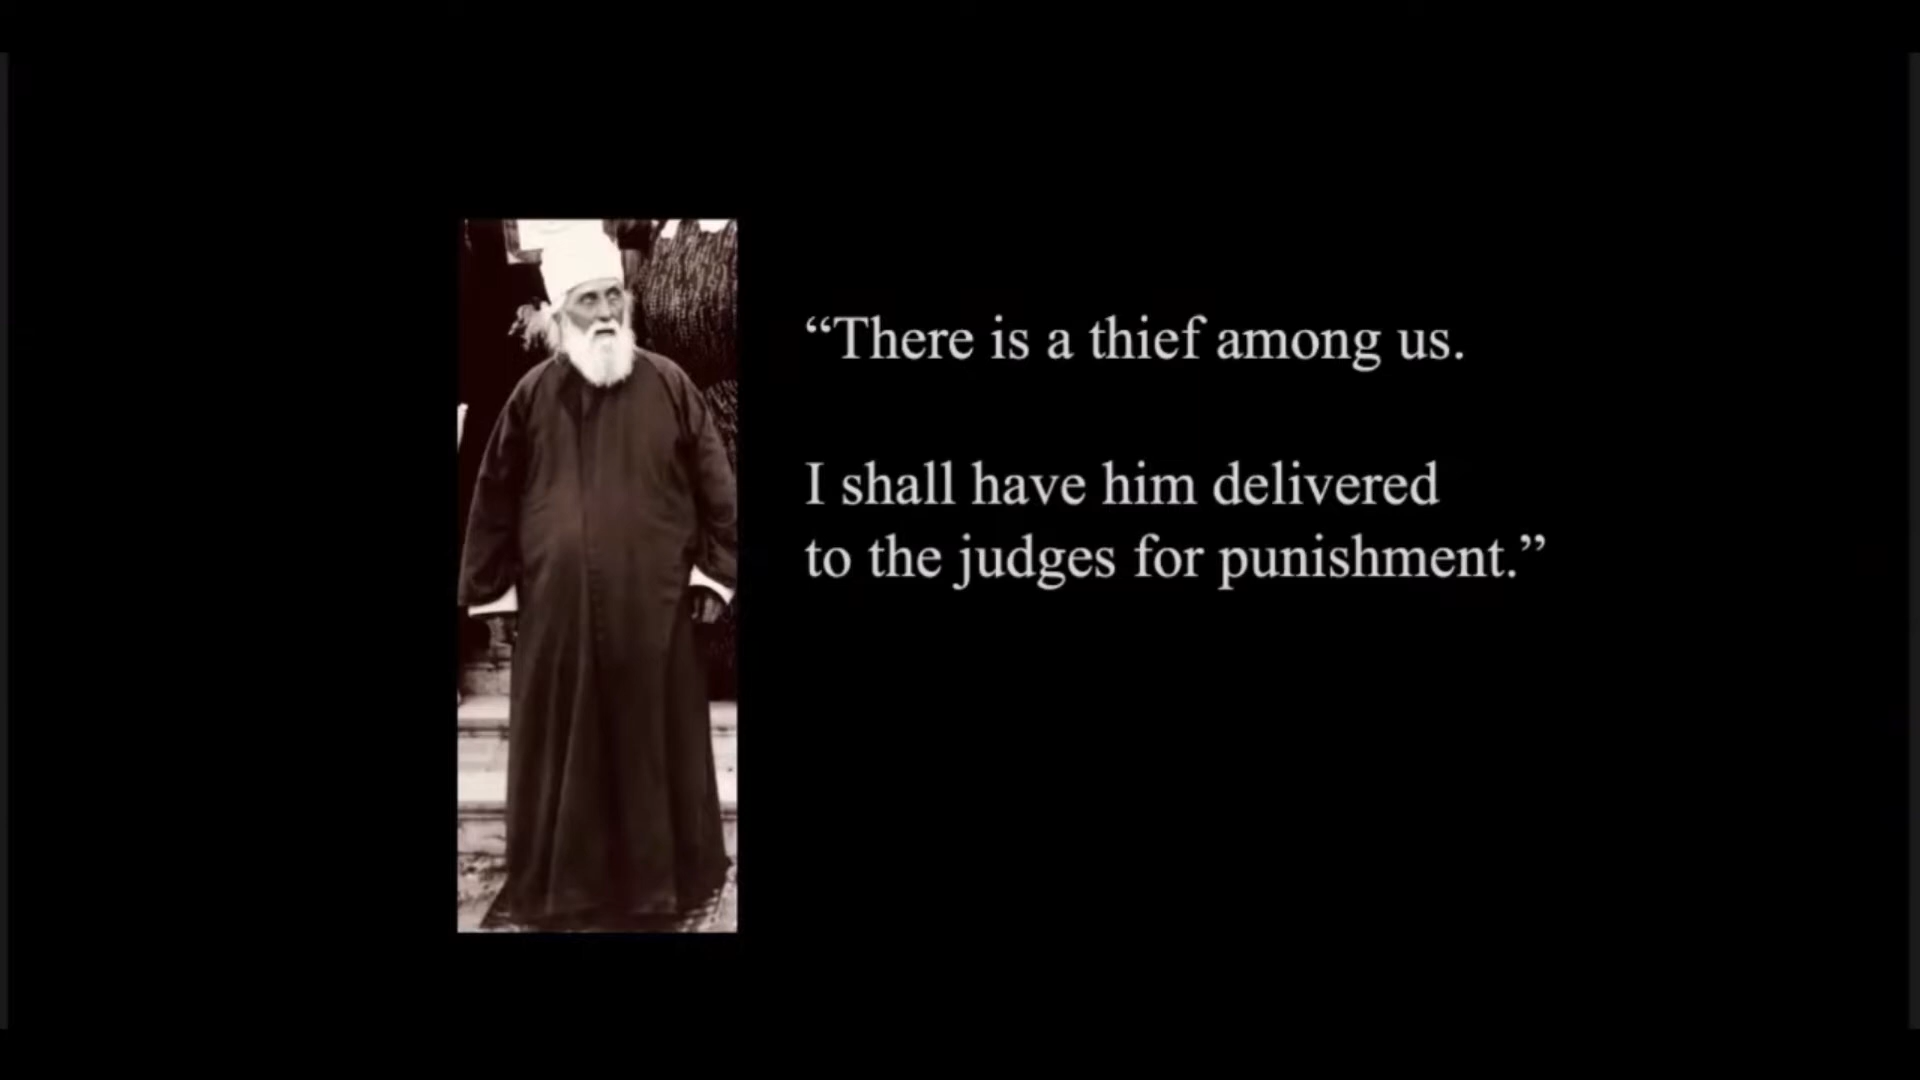 “There is a thief among us.
I shall have him delivered
to the judges for punishment.”